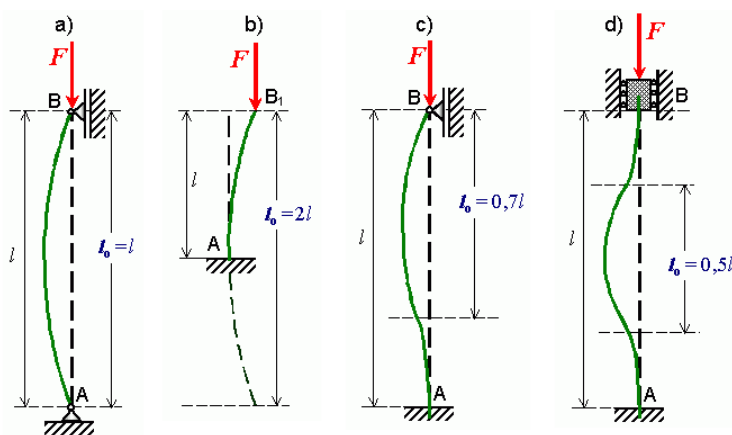 a)
F
B
l
l₀ = l
A
b)
F
B₁
l
l₀ = 2l
A
c)
F
B
l₀ = 0,7l
A
d)
F
B
l
l₀ = 0,5l
A